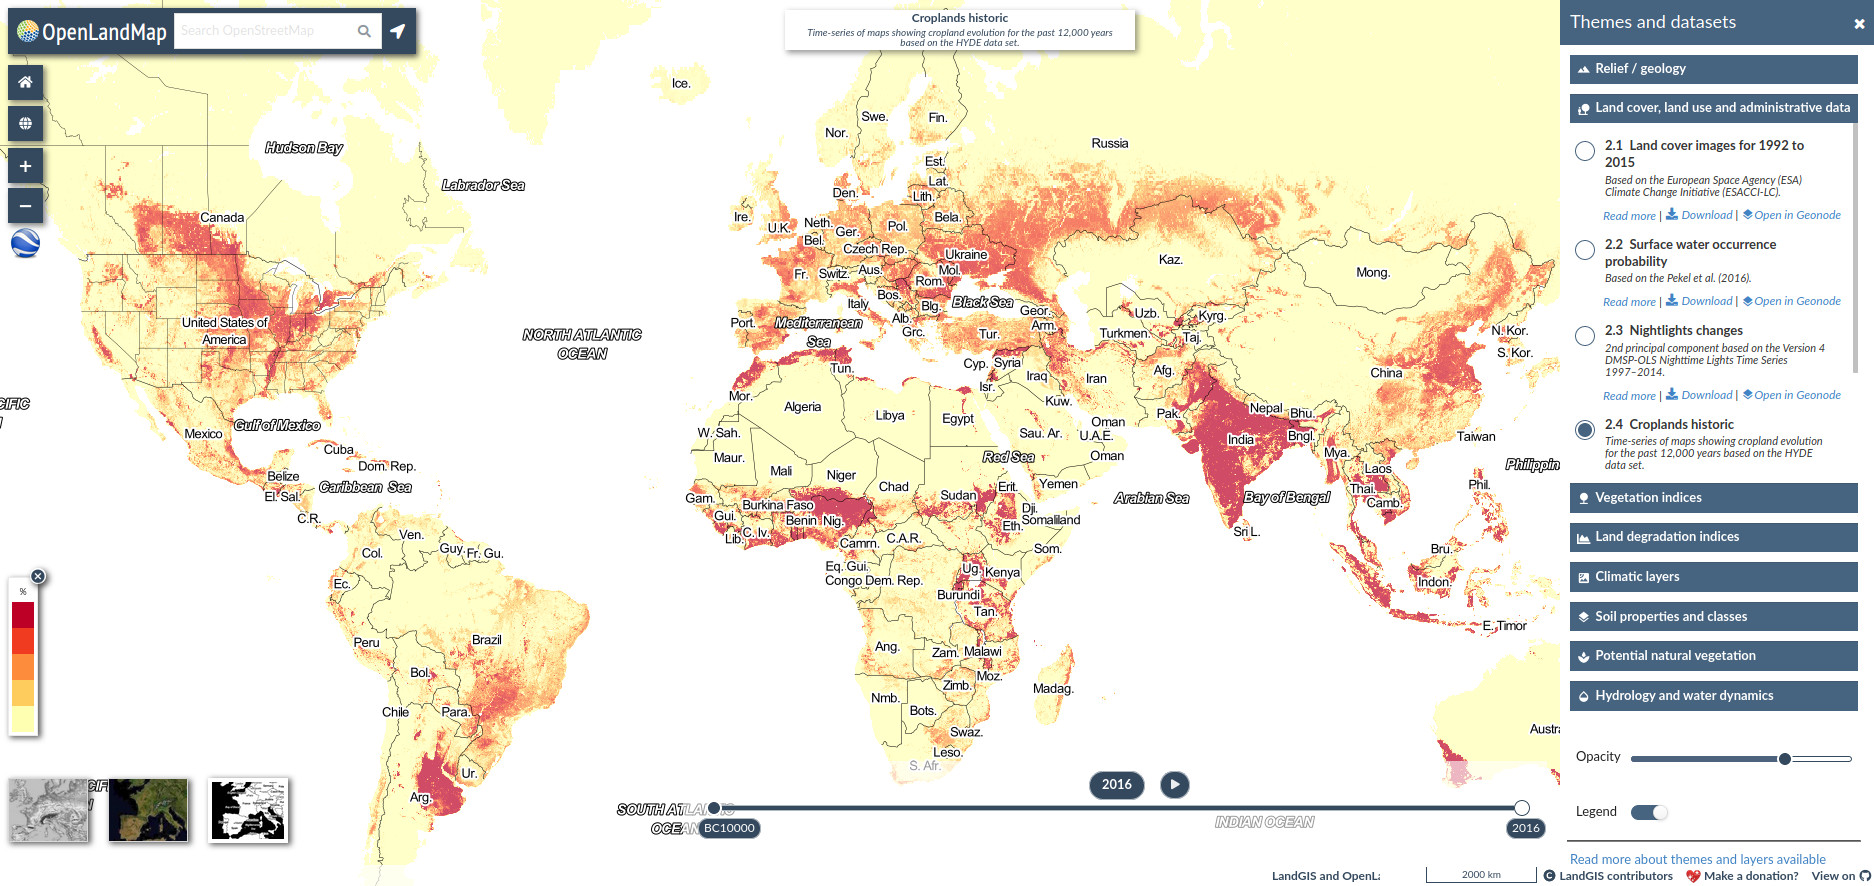 OpenLandMap
Search OpenStreetMap
Croplands historic
Time-series of maps showing cropland evolution for the past 12,000 years
based on the HYDE data set.
Themes and datasets
Relief / geology
Land cover, land use and administrative data
2.1 Land cover images for 1992 to
2015
Based on the European Space Agency (ESA)
Climate Change Initiative (ESACCI-LC).
Read more | Download | Open in Geonode
2.2 Surface water occurrence
probability
Based on the Pekel et al. (2016).
Read more | Download | Open in Geonode
2.3 Nightlights changes
2nd principal component based on the Version 4
DMSP-OLS Nighttime Lights Time Series
1997–2014.
Read more | Download | Open in Geonode
2.4 Croplands historic
Time-series of maps showing cropland evolution
for the past 12,000 years based on the HYDE
data set.
Vegetation indices
Land degradation indices
Climatic layers
Soil properties and classes
Potential natural vegetation
Hydrology and water dynamics
Opacity
Legend
Read more about themes and layers available
Ice.
Hudson Bay
Labrador Sea
Canada
United States of
America
NORTH ATLANTIC
OCEAN
CIFIC
Gulf of Mexico
Mexico
Cuba
Dom. Rep.
Belize
El. Sal.
Caribbean Sea
C.R.
Ven.
Guy.
Fr. Gu.
Col.
Ec.
Peru
Brazil
Bol.
Chile
Para.
Ur.
Arg.
Swe.
Fin.
Nor.
Russia
Est.
Lat.
Den.
Lith.
Ire.
U.K.
Neth.
Bel.
Ger.
Pol.
Bela.
Czech Rep.
Ukraine
Fr.
Switz.
Aus.
Mol.
Rom.
Kaz.
Mong.
Italy
Bos.
Blg.
Black Sea
Geor.
Uzb.
Kyrg.
Port.
Mediterranean
Sea
Alb.
Grc.
Tur.
Arm.
Turkmen.
Taj.
N. Kor.
S. Kor.
Tun.
Cyp.
Syria
Isr.
Iraq
Iran
Afg.
China
Mor.
Algeria
Libya
Egypt
Kuw.
Pak.
Nepal
Bhu.
W. Sah.
Sau. Ar.
Oman
U.A.E.
India
Bngl.
Taiwan
Maur.
Mali
Niger
Chad
Red Sea
Oman
Mya.
Laos
Philippin
Gam.
Burkina Faso
Sudan
Erit.
Yemen
Arabian Sea
Bay of Bengal
Thai.
Phil.
Camb.
Gui.
Benin
Nig.
Dji.
Somaliland
Eth.
Lib.
C. Iv.
Camrn.
C.A.R.
Som.
Sri L.
Bru.
Eq. Gui.
Congo
Dem. Rep.
Ug.
Kenya
Indon.
Burundi
Tan.
E. Timor
Ang.
Zam.
Malawi
Moz.
Nmb.
Zimb.
Madag.
Bots.
Swaz.
Leso.
S. Afr.
Austra
SOUTH ATLANTIC
OCEAN
INDIAN OCEAN
CIF
%
2016
BC10000
2016
LandGIS and OpenLa
2000 km
LandGIS contributors
Make a donation?
View on